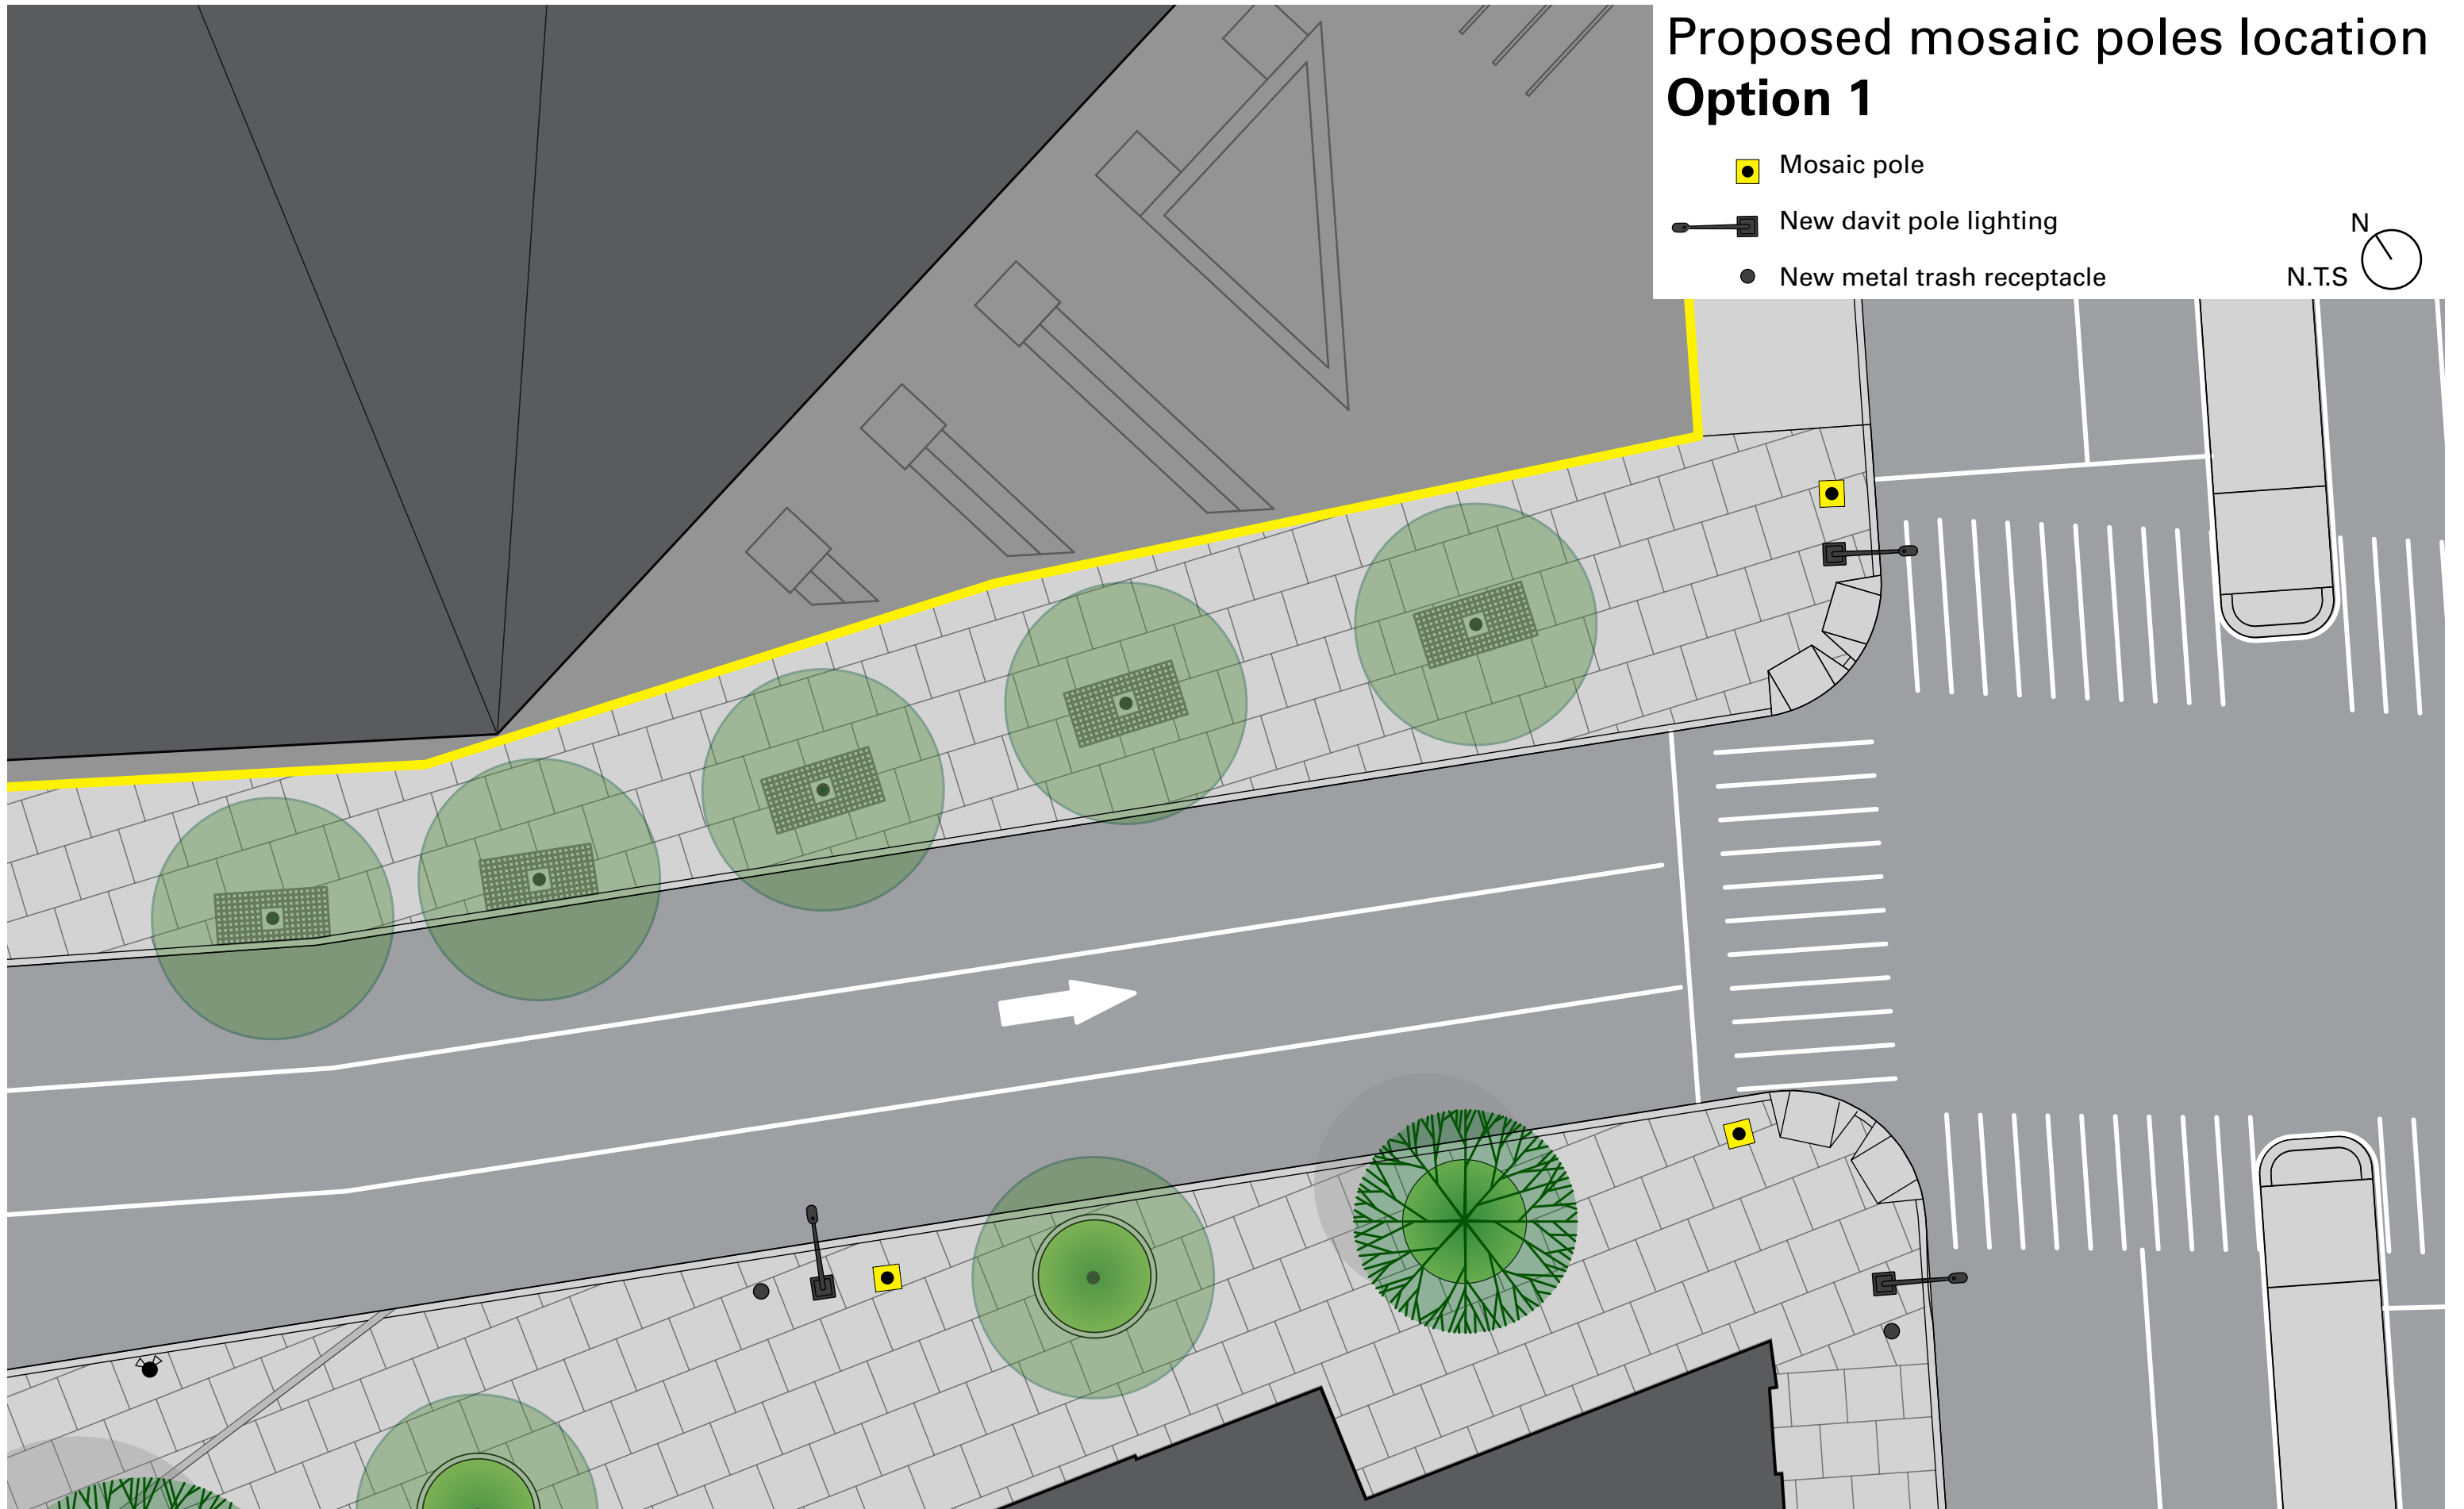 Proposed mosaic poles location
Option 1
Mosaic pole
New davit pole lighting
New metal trash receptacle
N
N.T.S